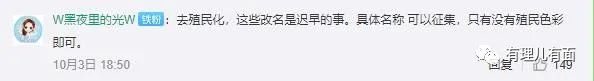 W黑夜里的光W 铁粉：去殖民化，这些改名是迟早的事。具体名称 可以征集，只有没有殖民色彩
即可。
10月3日 18:50 回复 149
有理儿有面